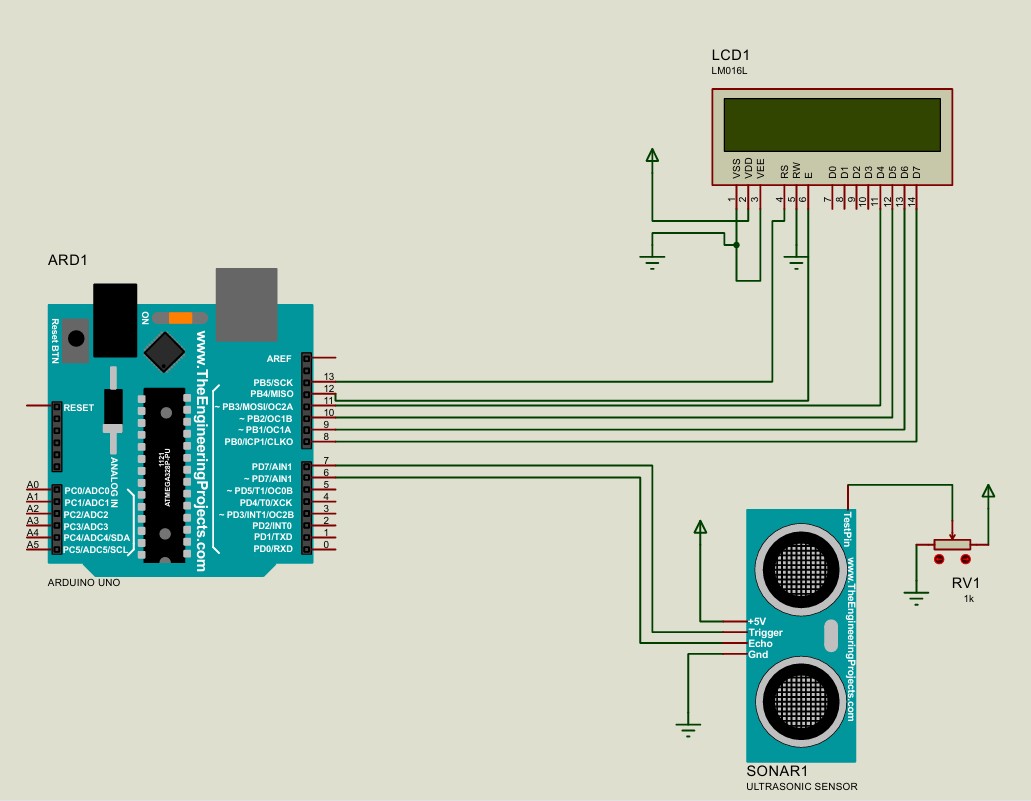 LCD1
LM016L
VSS
VDD
VEE
RS
RW
E
D0
D1
D2
D3
D4
D5
D6
D7
1
2
3
4
5
6
7
8
9
10
11
12
13
14
ARD1
Reset BTN
ON
www.TheEngineeringProjects.com
RESET
ANALOG IN
1121
ATMEGA328P-PU
A0 PC0/ADC0
A1 PC1/ADC1
A2 PC2/ADC2
A3 PC3/ADC3
A4 PC4/ADC4/SDA
A5 PC5/ADC5/SCL
AREF
PB5/SCK 13
PB4/MISO 12
~ PB3/MOSI/OC2A 11
~ PB2/OC1B 10
~ PB1/OC1A 9
PB0/ICP1/CLKO 8
PD7/AIN1 7
~ PD7/AIN1 6
~ PD5/T1/OC0B 5
PD4/T0/XCK 4
~ PD3/INT1/OC2B 3
PD2/INT0 2
PD1/TXD 1
PD0/RXD 0
ARDUINO UNO
TestPin
www.TheEngineeringProjects.com
+5V
Trigger
Echo
Gnd
RV1
1k
SONAR1
ULTRASONIC SENSOR